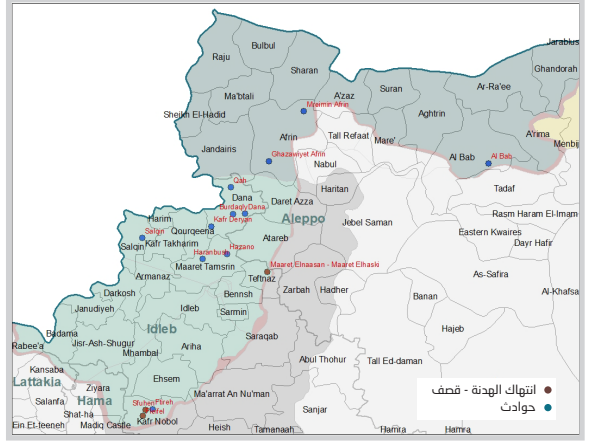 Jarablus
Bulbul
Raju
Ghandorah
Sharan
Ar-Ra'ee
Suran
Ma'btali
A'zaz
Mreimin Afrin
Aghtrin
Sheikh El-Hadid
A'rima
Afrin
Tall Refaat
Mare'
Menbij
Jandairis
Ghazawiyet Afrin
Al Bab
Al Bab
Nabul
Qah
Haritan
Tadaf
Dana
Daret Azza
Burdaqly
Dana
Rasm Haram El-Imam
Harim
Kafr Deryan
Aleppo
Jebel Saman
Salqin
Qourqeena
Eastern Kwaires
Atareb
Dayr Hafir
Salqin
Kafr Takharim
Hazano
Harim
Maaret Tamsrin
Maaret Elnaasan - Maaret Elhaski
Armanaz
Teftnaz
As-Safira
Darkosh
Bennsh
Zarbah
Hadher
Banan
Al-Khafsa
Janudiyeh
Idleb
Sarmin
Idleb
Hajeb
Badama
Saraqab
Rabee'a
Jisr-Ash-Shugur
Ariha
Mhambal
Abul Thohur
Tall Ed-daman
Kansaba
Lattakia
Ehsem
Ziyara
Ma'arrat An Nu'man
انتهاك الهدنة - قصف
Salanfa
Hama
Sfuhen
Ftireh
Shat-ha
Sanjar
حوادث
Ein Et-teeneh
Madiq Castle
Kafr Nobol
Heish
Tamanaah
Hamra
Hamra